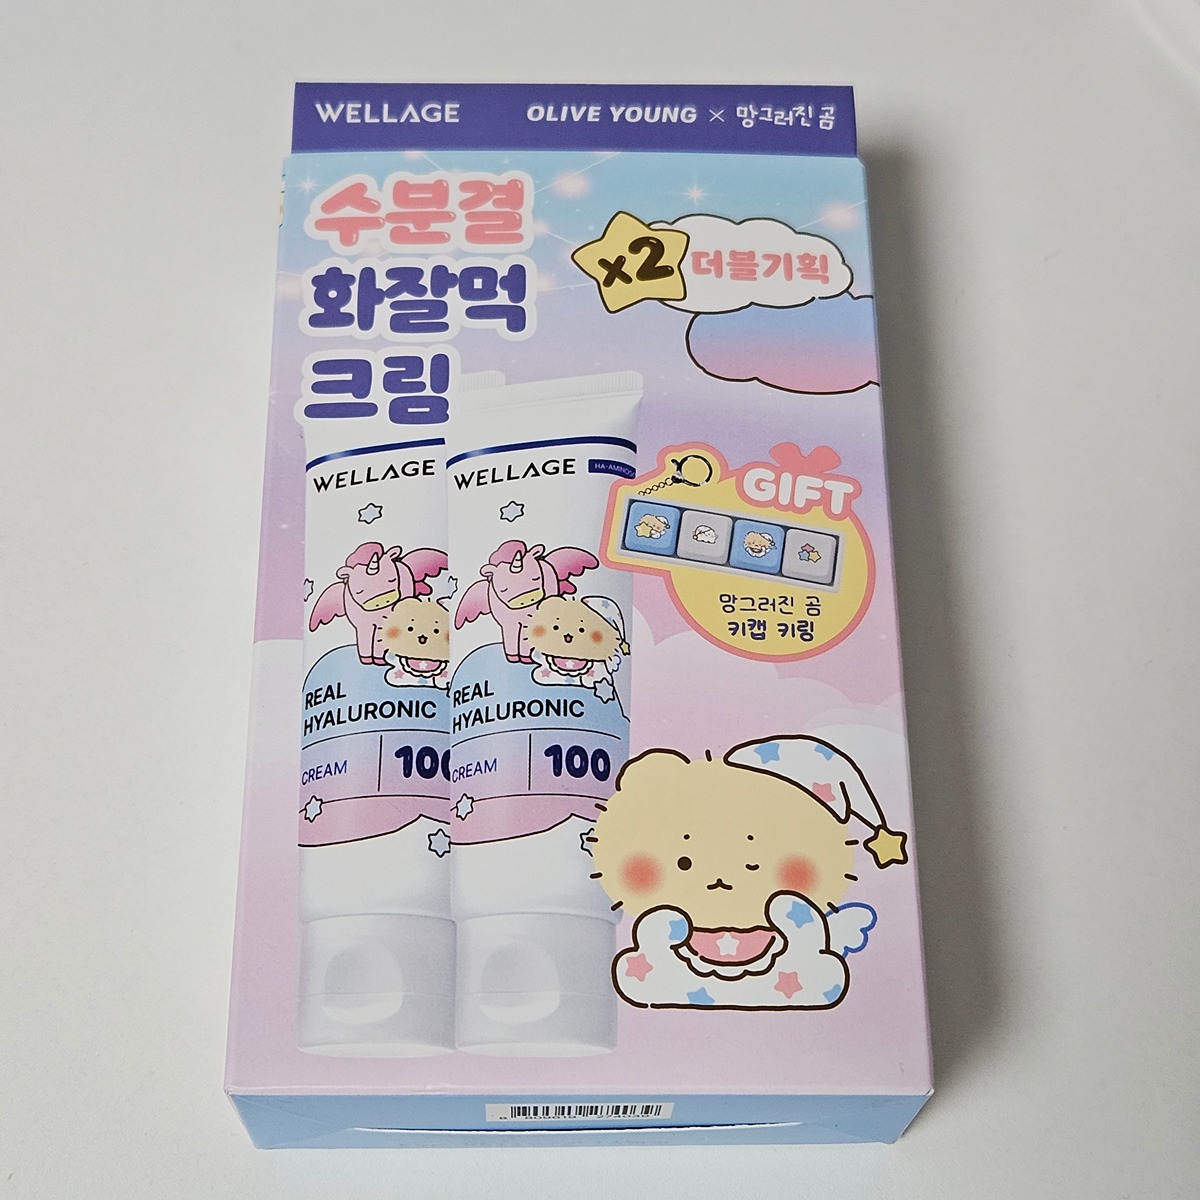 WELLAGE
OLIVE YOUNG × 망그러진 곰
수분결
화잘먹
크림
x2 더블기획
GIFT
망그러진 곰
키캡 키링
WELLAGE
REAL
HYALURONIC
CREAM
WELLAGE
REAL
HYALURONIC
CREAM 100